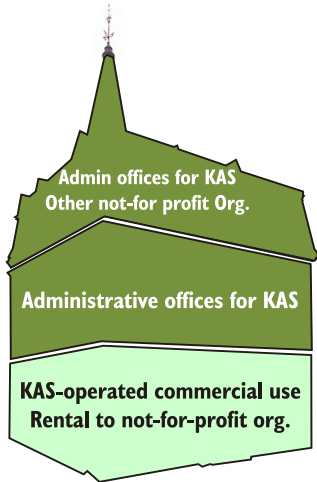 Admin offices for KAS
Other not-for profit Org.
Administrative offices for KAS
KAS-operated commercial use
Rental to not-for-profit org.